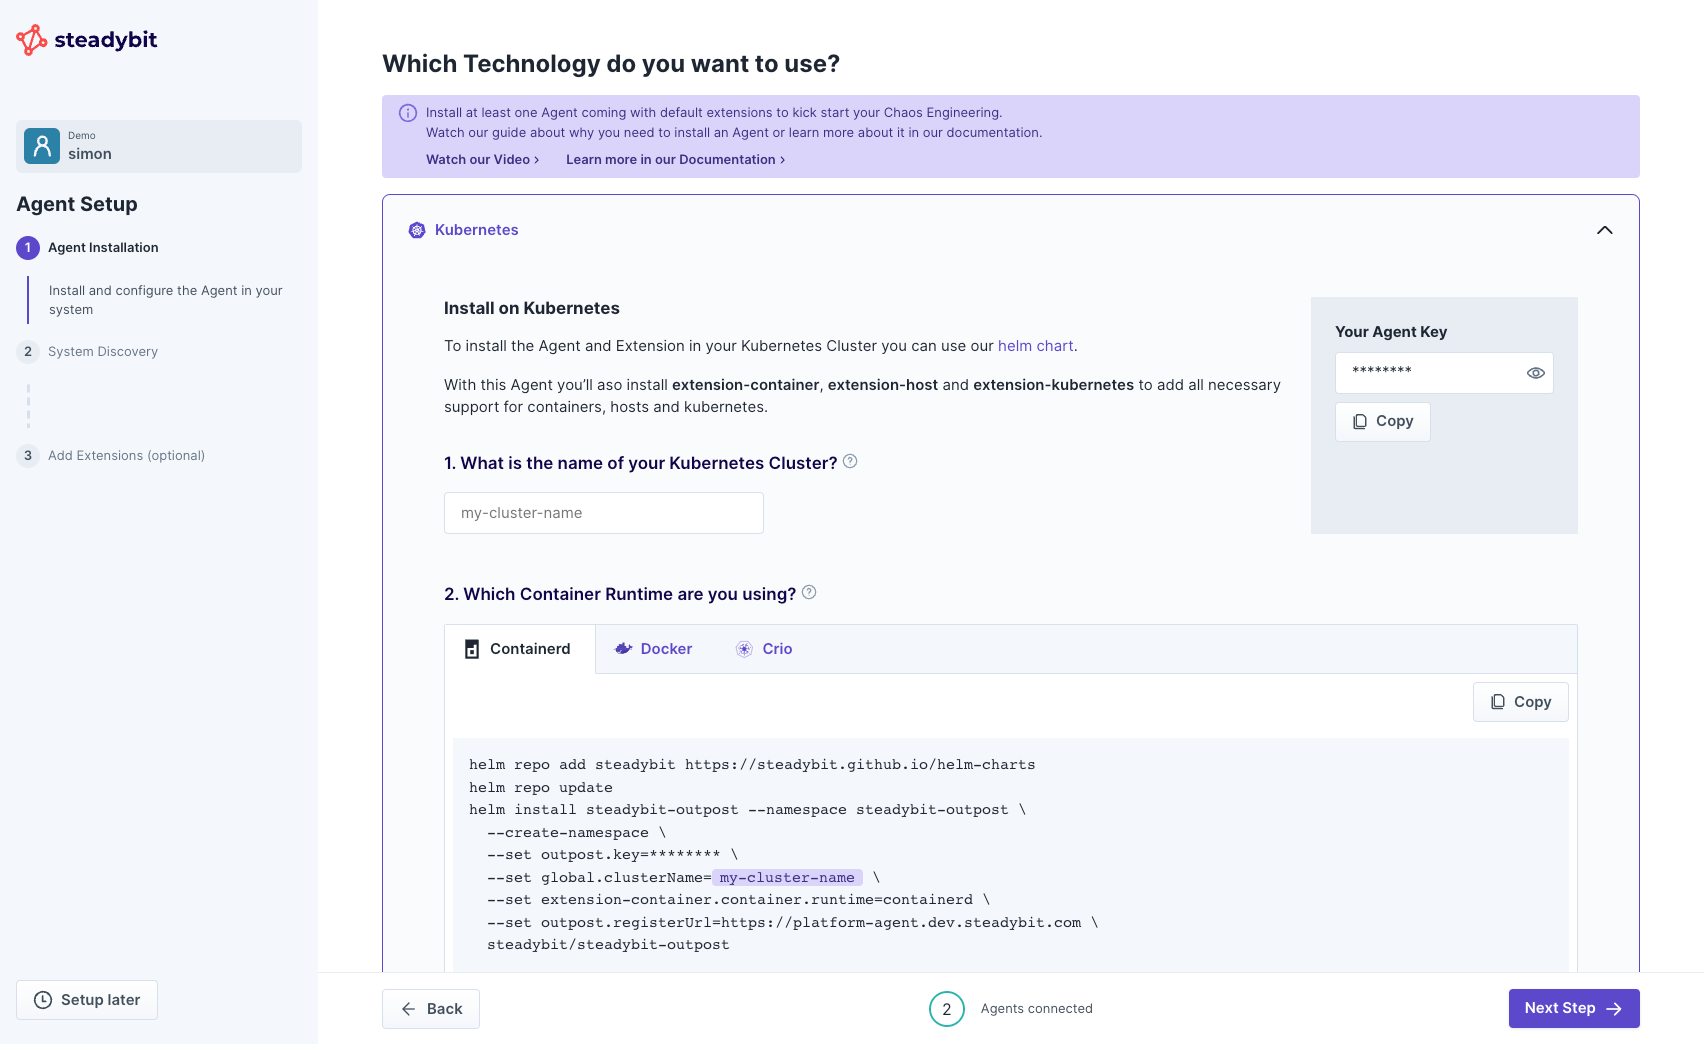 steadybit
Demo
simon
Agent Setup
1 Agent Installation
Install and configure the Agent in your
system
2 System Discovery
3 Add Extensions (optional)
Setup later
Which Technology do you want to use?
Install at least one Agent coming with default extensions to kick start your Chaos Engineering.
Watch our guide about why you need to install an Agent or learn more about it in our documentation.
Watch our Video › Learn more in our Documentation ›
Kubernetes
Install on Kubernetes
To install the Agent and Extension in your Kubernetes Cluster you can use our helm chart.
With this Agent you’ll aso install extension-container, extension-host and extension-kubernetes to add all necessary
support for containers, hosts and kubernetes.
Your Agent Key
********
Copy
1. What is the name of your Kubernetes Cluster? ?
my-cluster-name
2. Which Container Runtime are you using? ?
Containerd Docker Crio
Copy
helm repo add steadybit https://steadybit.github.io/helm-charts
helm repo update
helm install steadybit-outpost --namespace steadybit-outpost \
--create-namespace \
--set outpost.key=******** \
--set global.clusterName= my-cluster-name \
--set extension-container.container.runtime=containerd \
--set outpost.registerUrl=https://platform-agent.dev.steadybit.com \
steadybit/steadybit-outpost
Back
2 Agents connected
Next Step